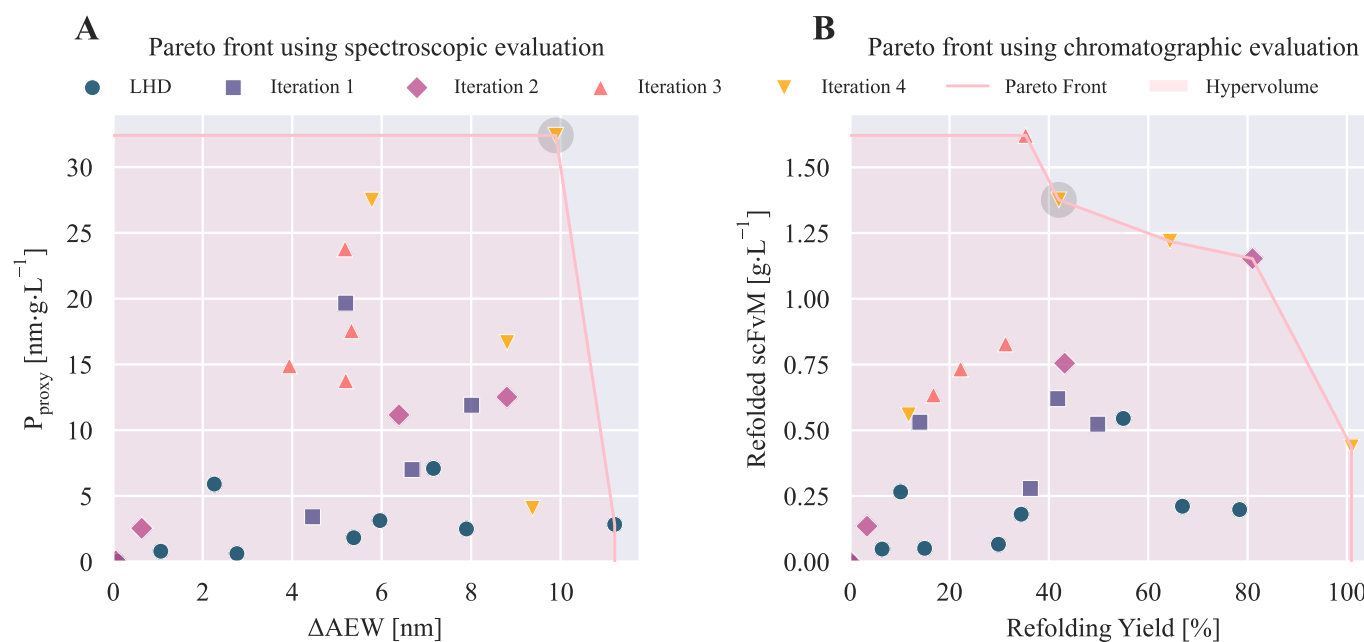 A
Pareto front using spectroscopic evaluation
B
Pareto front using chromatographic evaluation
LHD
Iteration 1
Iteration 2
Iteration 3
Iteration 4
Pareto Front
Hypervolume
P_proxy [nm·g·L⁻¹]
30
25
20
15
10
5
0
0 2 4 6 8 10
ΔAEW [nm]
Refolded scFvM [g·L⁻¹]
1.50
1.25
1.00
0.75
0.50
0.25
0.00
0 20 40 60 80 100
Refolding Yield [%]